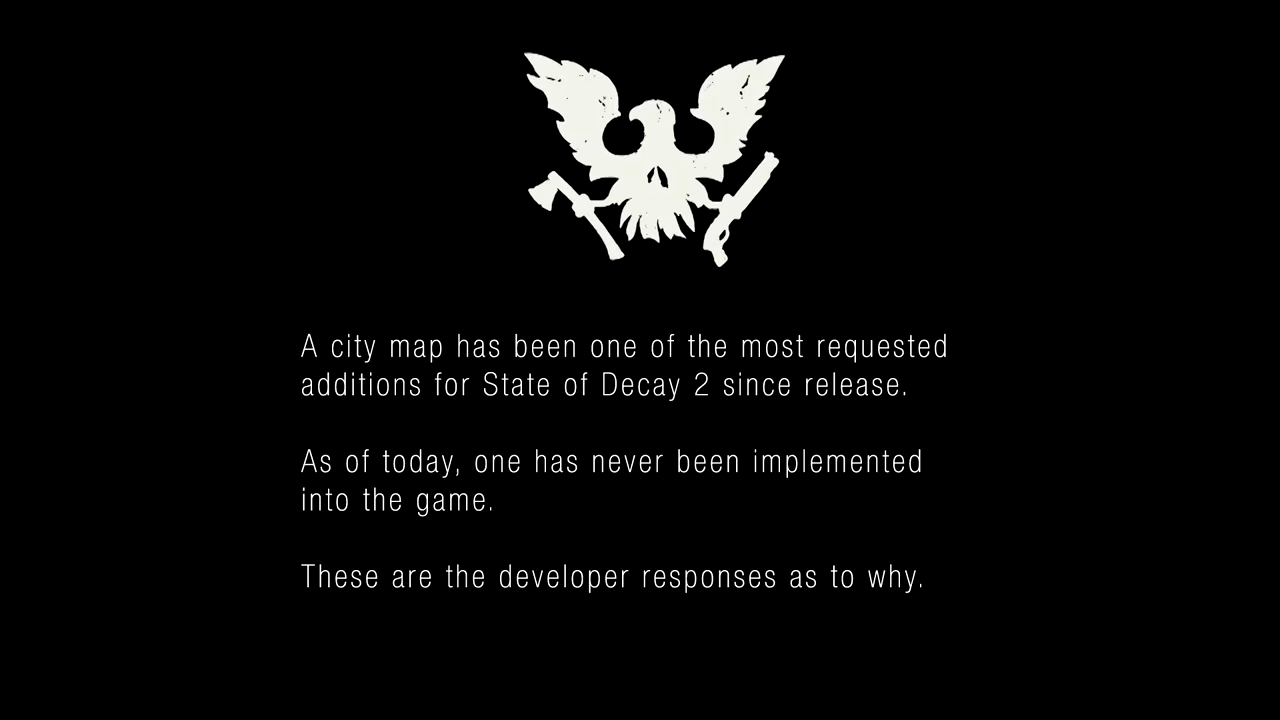 A city map has been one of the most requested
additions for State of Decay 2 since release.
As of today, one has never been implemented
into the game.
These are the developer responses as to why.